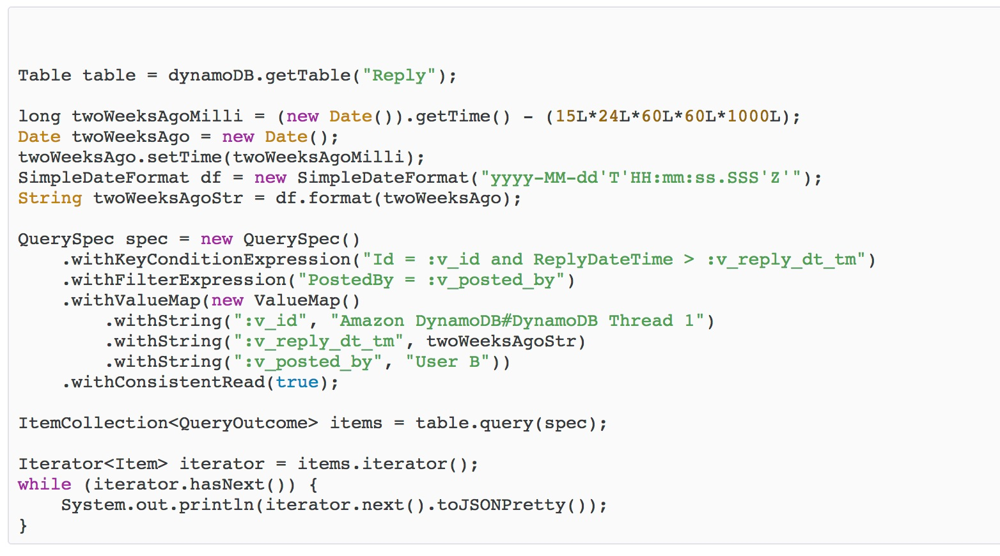 Table table = dynamoDB.getTable("Reply");

long twoWeeksAgoMilli = (new Date()).getTime() - (15L*24L*60L*60L*1000L);
Date twoWeeksAgo = new Date();
twoWeeksAgo.setTime(twoWeeksAgoMilli);
SimpleDateFormat df = new SimpleDateFormat("yyyy-MM-dd'T'HH:mm:ss.SSS'Z'");
String twoWeeksAgoStr = df.format(twoWeeksAgo);

QuerySpec spec = new QuerySpec()
    .withKeyConditionExpression("Id = :v_id and ReplyDateTime > :v_reply_dt_tm")
    .withFilterExpression("PostedBy = :v_posted_by")
    .withValueMap(new ValueMap()
        .withString(":v_id", "Amazon DynamoDB#DynamoDB Thread 1")
        .withString(":v_reply_dt_tm", twoWeeksAgoStr)
        .withString(":v_posted_by", "User B"))
    .withConsistentRead(true);

ItemCollection<QueryOutcome> items = table.query(spec);

Iterator<Item> iterator = items.iterator();
while (iterator.hasNext()) {
    System.out.println(iterator.next().toJSONPretty());
}